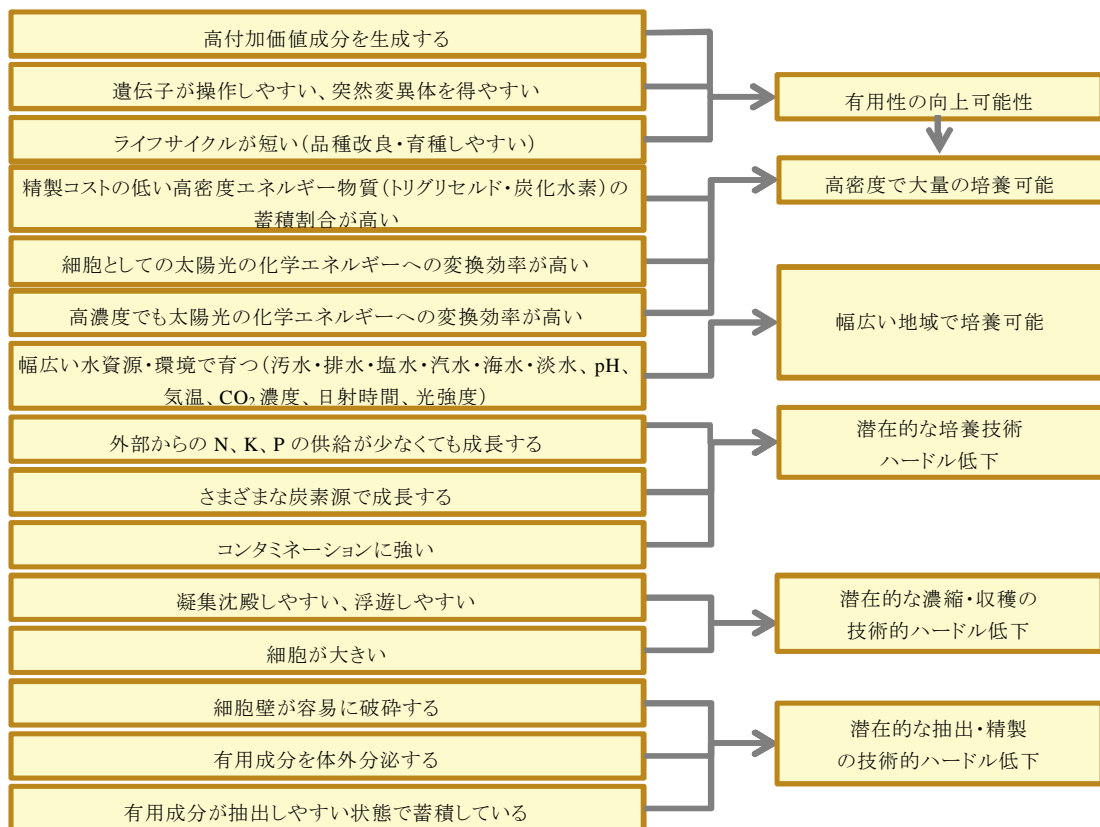 高付加価値成分を生成する
遺伝子が操作しやすい、突然変異体を得やすい
ライフサイクルが短い(品種改良・育種しやすい)
精製コストの低い高密度エネルギー物質(トリグリセルド・炭化水素)の
蓄積割合が高い
細胞としての太陽光の化学エネルギーへの変換効率が高い
高濃度でも太陽光の化学エネルギーへの変換効率が高い
幅広い水資源・環境で育つ(汚水・排水・塩水・汽水・海水・淡水、pH、
気温、CO₂濃度、日射時間、光強度)
外部からの N、K、P の供給が少なくても成長する
さまざまな炭素源で成長する
コンタミネーションに強い
凝集沈殿しやすい、浮遊しやすい
細胞が大きい
細胞壁が容易に破砕する
有用成分を体外分泌する
有用成分が抽出しやすい状態で蓄積している
有用性の向上可能性
高密度で大量の培養可能
幅広い地域で培養可能
潜在的な培養技術
ハードル低下
潜在的な濃縮・収穫の
技術的ハードル低下
潜在的な抽出・精製
の技術的ハードル低下